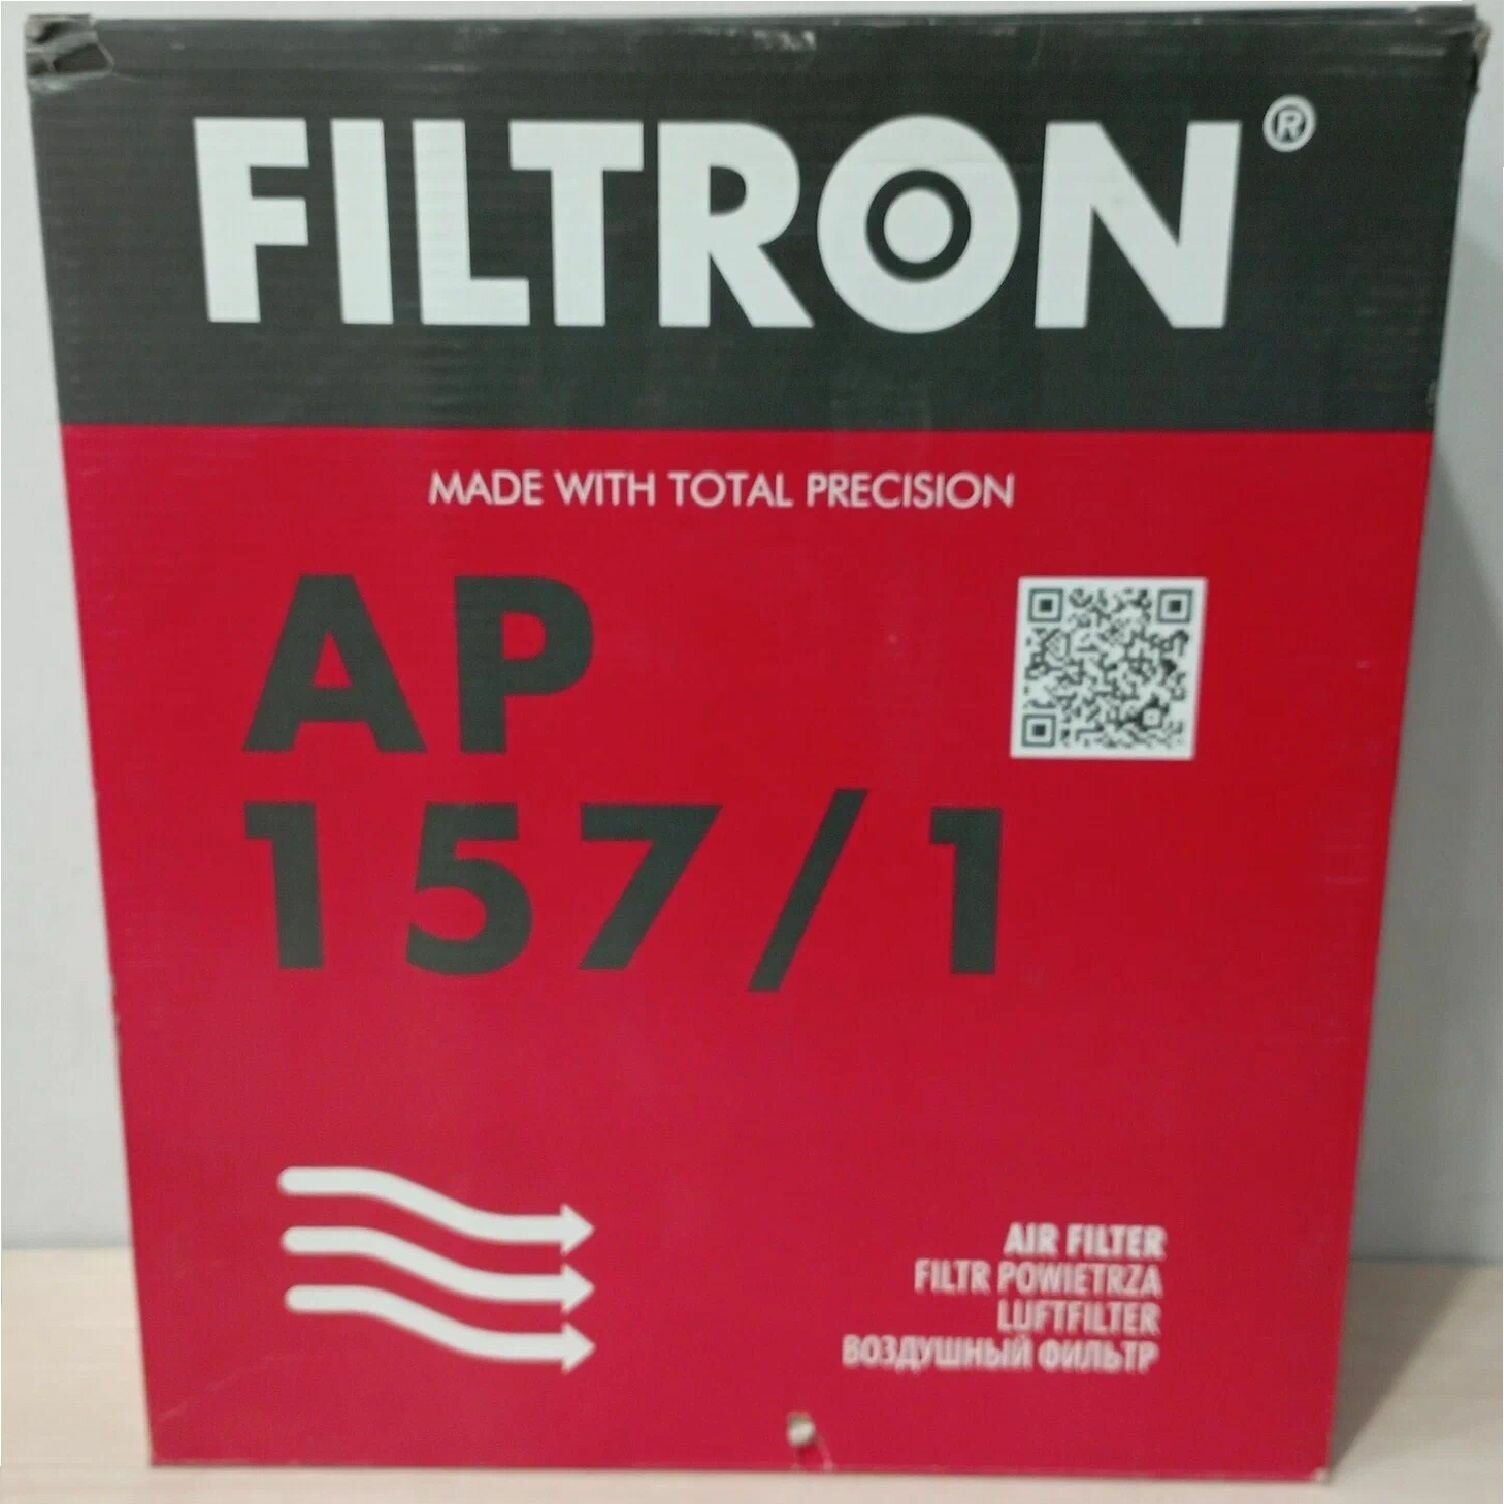 FILTRON®
MADE WITH TOTAL PRECISION
AP
157/1
AIR FILTER
FILTR POWIETRZA
LUFTFILTER
ВОЗДУШНЫЙ ФИЛЬТР